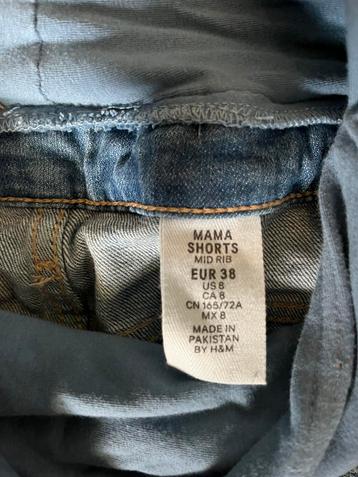 MAMA
SHORTS
MID RIB
EUR 38
US 8
CA 8
CN 165/72A
MX 8
MADE IN
PAKISTAN
BY H&M